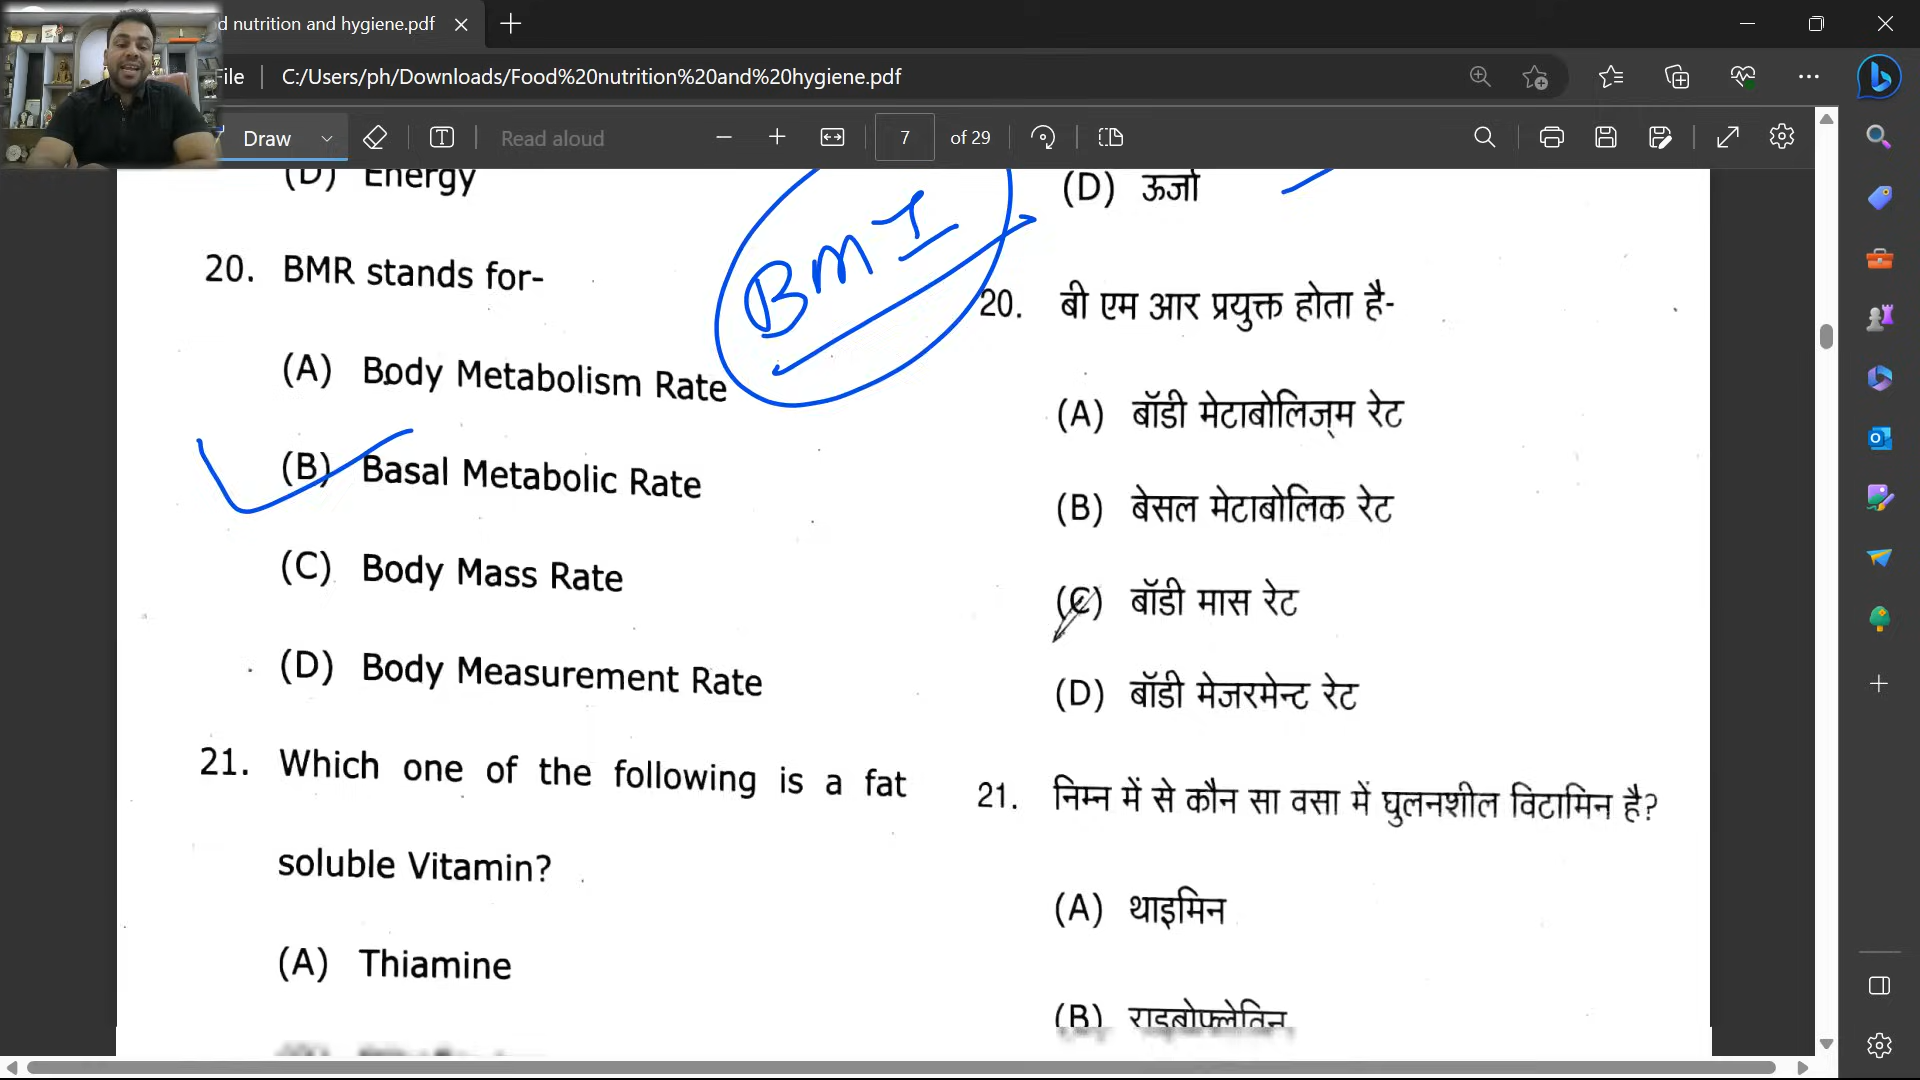 d nutrition and hygiene.pdf
File
C:/Users/ph/Downloads/Food%20nutrition%20and%20hygiene.pdf
Draw
Read aloud
7 of 29
(D) Energy
20. BMR stands for-
(A) Body Metabolism Rate
(B) Basal Metabolic Rate
(C) Body Mass Rate
(D) Body Measurement Rate
21. Which one of the following is a fat
soluble Vitamin?
(A) Thiamine
BMI
(D) ऊर्जा
20. बी एम आर प्रयुक्त होता है-
(A) बॉडी मेटाबोलिज़्म रेट
(B) बेसल मेटाबोलिक रेट
(C) बॉडी मास रेट
(D) बॉडी मेजरमेन्ट रेट
21. निम्न में से कौन सा वसा में घुलनशील विटामिन है?
(A) थाइमिन
(B) राइबोफ्लेविन